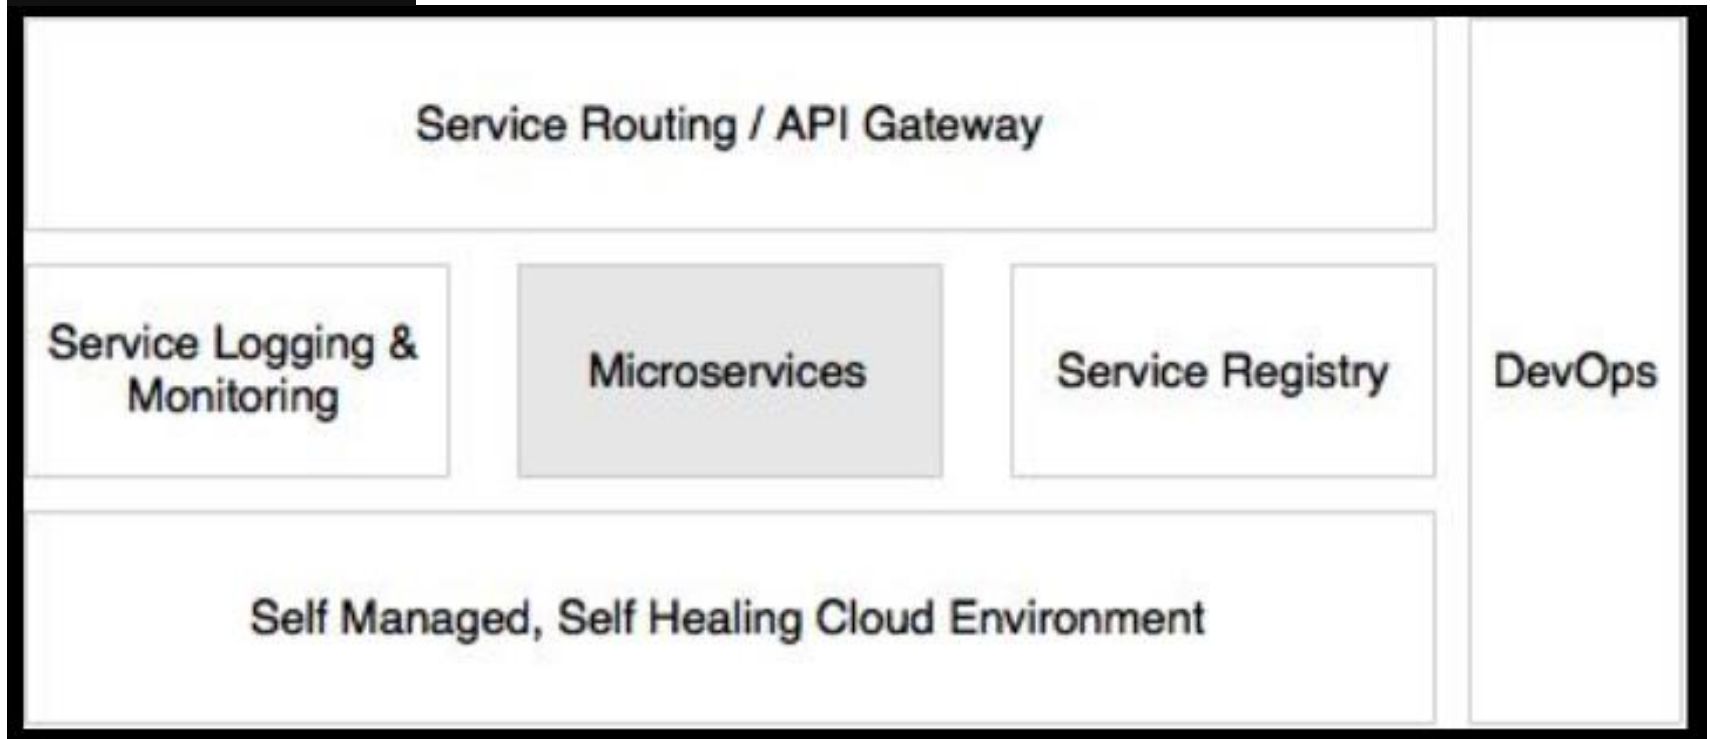 Service Routing / API Gateway
Service Logging &
Monitoring
Microservices
Service Registry
DevOps
Self Managed, Self Healing Cloud Environment